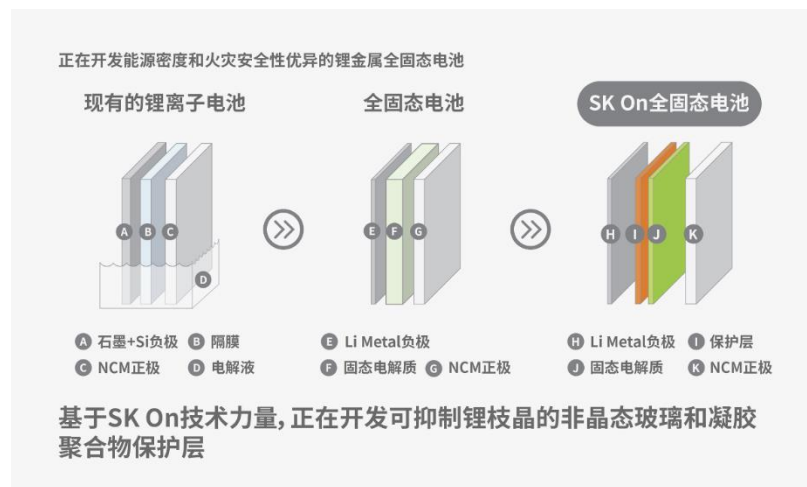 正在开发能源密度和火灾安全性优异的锂金属全固态电池
现有的锂离子电池
全固态电池
SK On全固态电池
A
B
C
D
E
F
G
H
I
J
K
A 石墨+Si负极 B 隔膜
C NCM正极 D 电解液
E Li Metal负极
F 固态电解质 G NCM正极
H Li Metal负极 I 保护层
J 固态电解质 K NCM正极
基于SK On技术力量, 正在开发可抑制锂枝晶的非晶态玻璃和凝胶
聚合物保护层